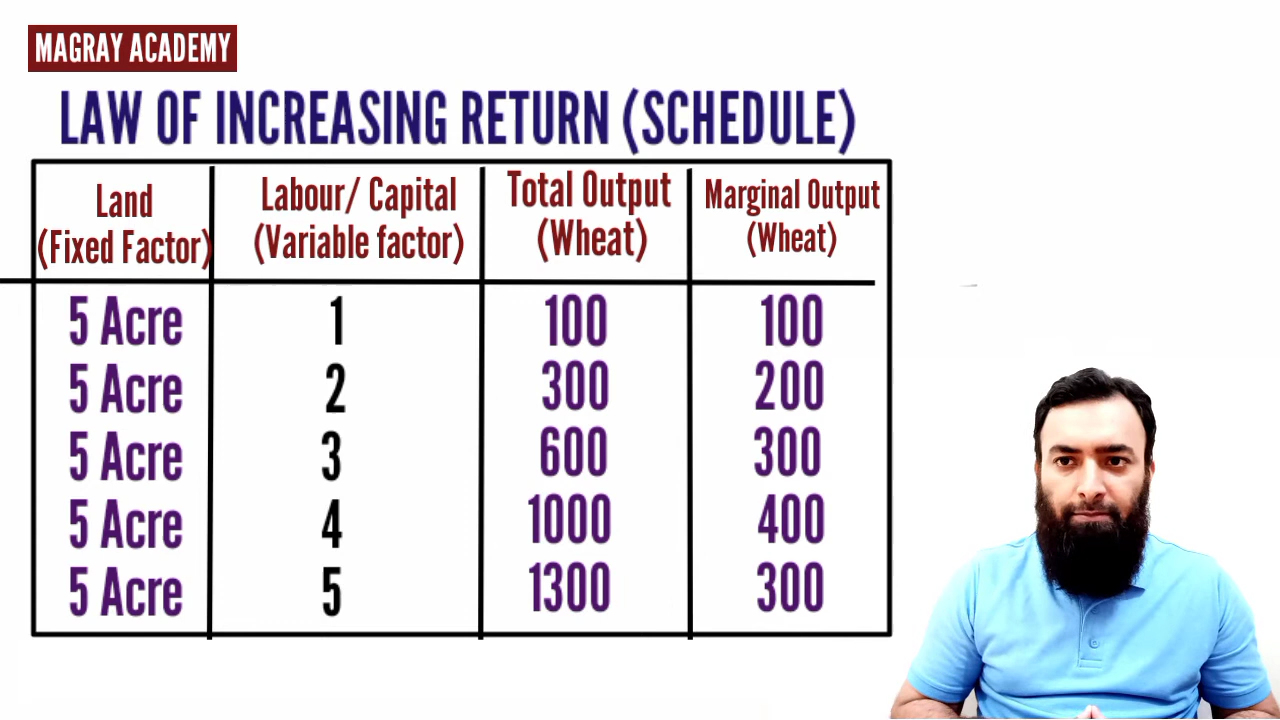 MAGRAY ACADEMY
LAW OF INCREASING RETURN (SCHEDULE)
Land (Fixed Factor) Labour/ Capital (Variable factor) Total Output (Wheat) Marginal Output (Wheat)
5 Acre 1 100 100
5 Acre 2 300 200
5 Acre 3 600 300
5 Acre 4 1000 400
5 Acre 5 1300 300